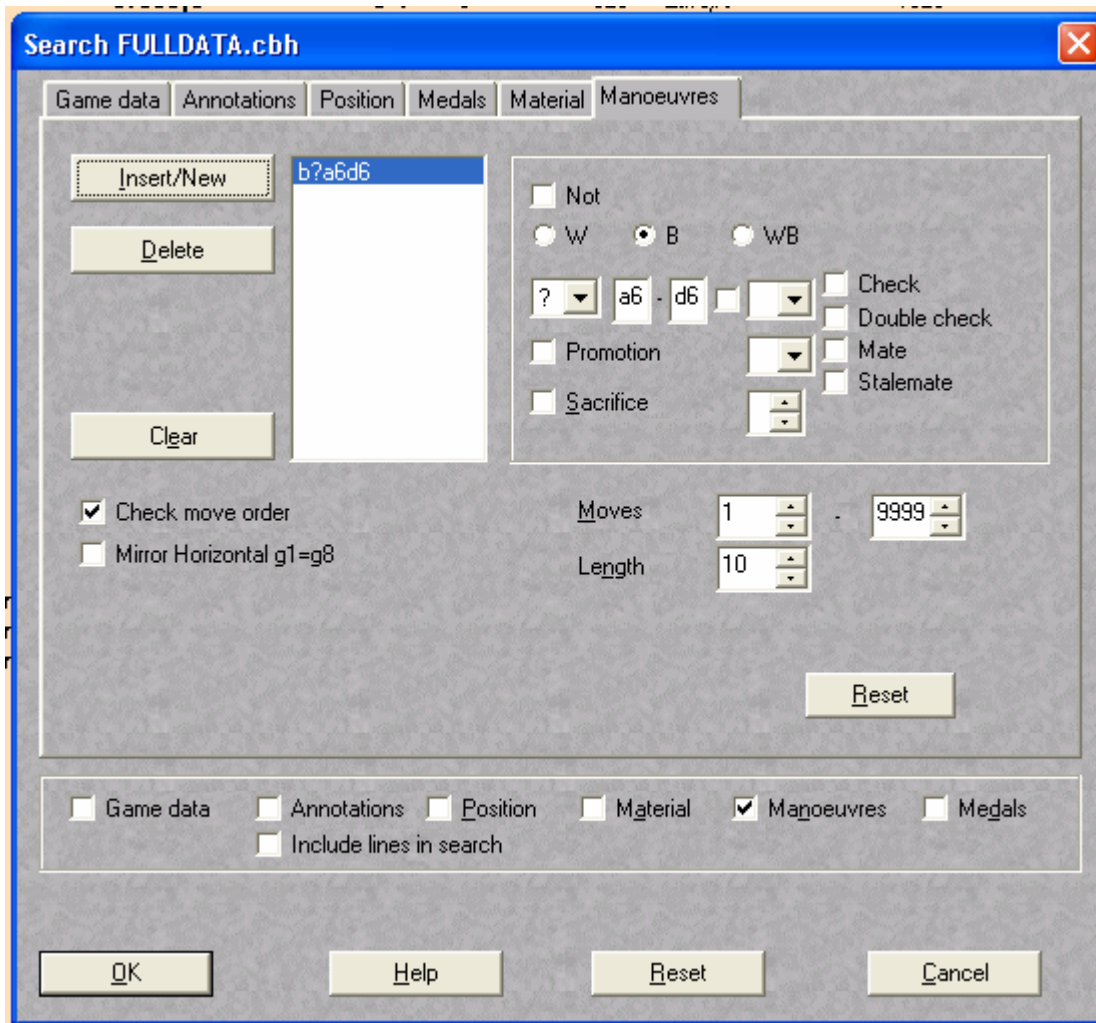 Search FULLDATA.cbh
Game data Annotations Position Medals Material Manoeuvres
Insert/New
b?a6d6
Delete
Clear
Not
W B WB
? a6 - d6
Check
Double check
Promotion
Mate
Stalemate
Sacrifice
Check move order
Mirror Horizontal g1=g8
Moves 1 - 9999
Length 10
Reset
Game data Annotations Position Material Manoeuvres Medals
Include lines in search
OK Help Reset Cancel